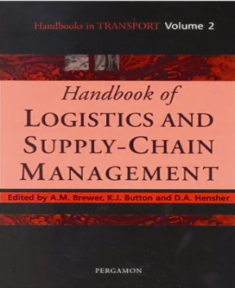 Handbooks in TRANSPORT Volume 2
Handbook of
LOGISTICS AND
SUPPLY-CHAIN
MANAGEMENT
Edited by A.M. Brewer, K.J. Button and D.A. Hensher
PERGAMON